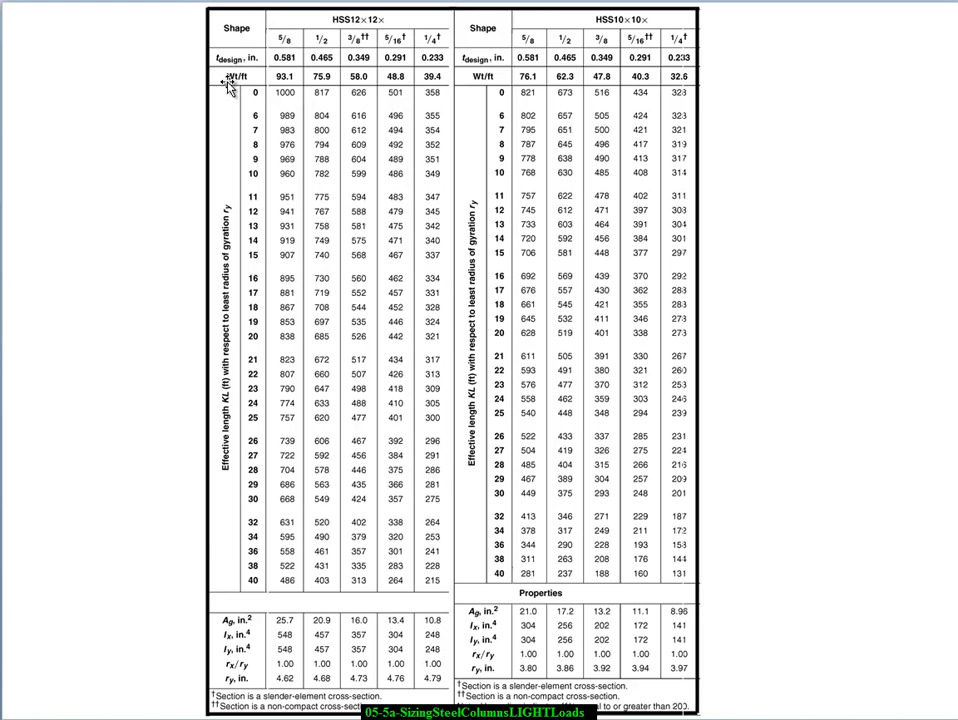 HSS12×12×
Shape
5/8 1/2 3/8†† 5/16† 1/4†
tdesign, in. 0.581 0.465 0.349 0.291 0.233
Wt/ft 93.1 75.9 58.0 48.8 39.4
Effective length KL (ft) with respect to least radius of gyration ry
0 1000 817 626 501 358
6 989 804 616 496 355
7 983 800 612 494 354
8 976 794 609 492 352
9 969 788 604 489 351
10 960 782 599 486 349
11 951 775 594 483 347
12 941 767 588 479 345
13 931 758 581 475 342
14 919 749 575 471 340
15 907 740 568 467 337
16 895 730 560 462 334
17 881 719 552 457 331
18 867 708 544 452 328
19 853 697 535 446 324
20 838 685 526 442 321
21 823 672 517 434 317
22 807 660 507 426 313
23 790 647 498 418 309
24 774 633 488 410 305
25 757 620 477 401 300
26 739 606 467 392 296
27 722 592 456 384 291
28 704 578 446 375 286
29 686 563 435 366 281
30 668 549 424 357 275
32 631 520 402 338 264
34 595 490 379 320 253
36 558 461 357 301 241
38 522 431 335 283 228
40 486 403 313 264 215
Ag, in.2 25.7 20.9 16.0 13.4 10.8
Ix, in.4 548 457 357 304 248
Iy, in.4 548 457 357 304 248
rx/ry 1.00 1.00 1.00 1.00 1.00
ry, in. 4.62 4.68 4.73 4.76 4.79
†Section is a slender-element cross-section.
††Section is a non-compact cross-section
HSS10×10×
Shape
5/8 1/2 3/8 5/16†† 1/4†
tdesign, in. 0.581 0.465 0.349 0.291 0.233
Wt/ft 76.1 62.3 47.8 40.3 32.6
Effective length KL (ft) with respect to least radius of gyration ry
0 821 673 516 434 323
6 802 657 505 424 323
7 795 651 500 421 321
8 787 645 496 417 319
9 778 638 490 413 317
10 768 630 485 408 314
11 757 622 478 402 311
12 745 612 471 397 308
13 733 603 464 391 304
14 720 592 456 384 301
15 706 581 448 377 297
16 692 569 439 370 292
17 676 557 430 362 288
18 661 545 421 355 283
19 645 532 411 346 278
20 628 519 401 338 273
21 611 505 391 330 267
22 593 491 380 321 260
23 576 477 370 312 253
24 558 462 359 303 246
25 540 448 348 294 239
26 522 433 337 285 231
27 504 419 326 275 224
28 485 404 315 266 216
29 467 389 304 257 209
30 449 375 293 248 201
32 413 346 271 229 187
34 378 317 249 211 172
36 344 290 228 193 158
38 311 263 208 176 144
40 281 237 188 160 131
Properties
Ag, in.2 21.0 17.2 13.2 11.1 8.96
Ix, in.4 304 256 202 172 141
Iy, in.4 304 256 202 172 141
rx/ry 1.00 1.00 1.00 1.00 1.00
ry, in. 3.80 3.86 3.92 3.94 3.97
†Section is a slender-element cross-section.
††Section is a non-compact cross-section.
to or greater than 200.
05-5a-SizingSteelColumnsLIGHTLoads